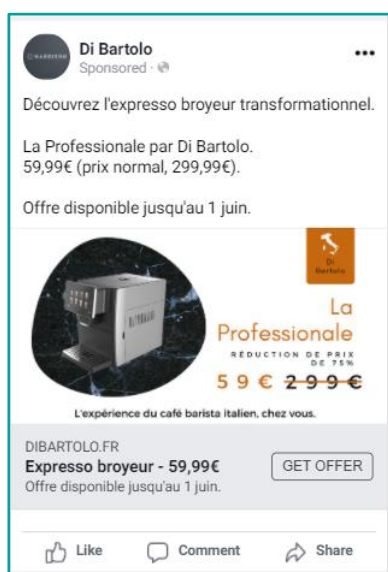 Di Bartolo
Sponsored ·
Découvrez l'expresso broyeur transformationnel.
La Professionale par Di Bartolo.
59,99€ (prix normal, 299,99€).
Offre disponible jusqu'au 1 juin.
Di
Bartolo
La
Professionale
RÉDUCTION DE PRIX
DE 75%
59€ 299€
L'expérience du café barista italien, chez vous.
DIBARTOLO.FR
Expresso broyeur - 59,99€
Offre disponible jusqu'au 1 juin.
GET OFFER
Like
Comment
Share